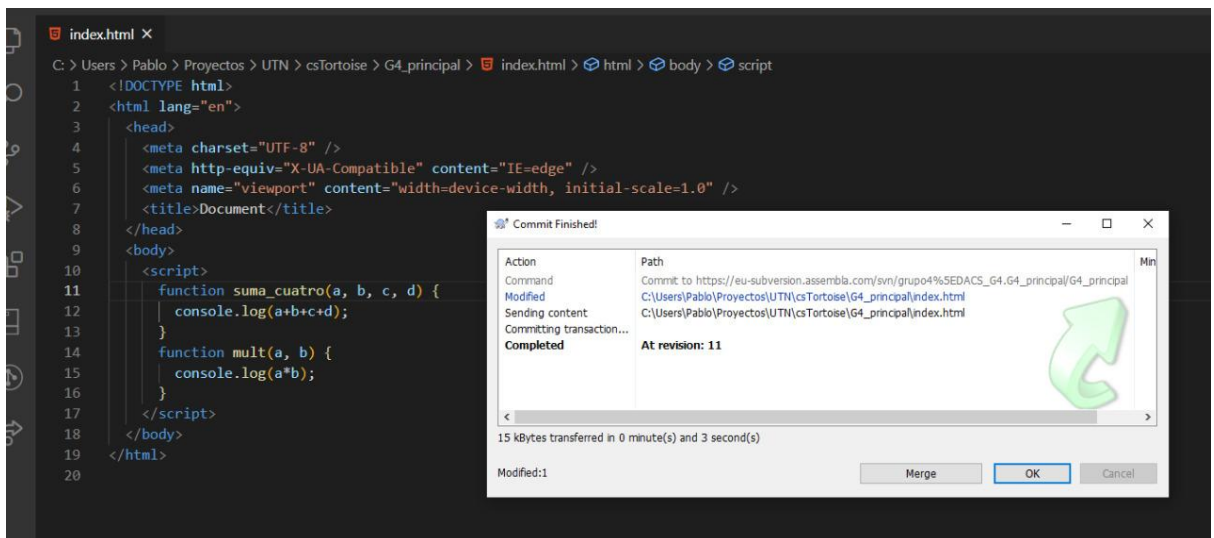 index.html
C: > Users > Pablo > Proyectos > UTN > csTortoise > G4_principal > index.html > html > body > script
1 <!DOCTYPE html>
2 <html lang="en">
3 <head>
4 <meta charset="UTF-8" />
5 <meta http-equiv="X-UA-Compatible" content="IE=edge" />
6 <meta name="viewport" content="width=device-width, initial-scale=1.0" />
7 <title>Document</title>
8 </head>
9 <body>
10 <script>
11 function suma_cuatro(a, b, c, d) {
12 console.log(a+b+c+d);
13 }
14 function mult(a, b) {
15 console.log(a*b);
16 }
17 </script>
18 </body>
19 </html>
20
Commit Finished!
Action Path Min
Command Commit to https://eu-subversion.assembla.com/svn/grupo4%5EDACS_G4.G4_principal/G4_principal
Modified C:\Users\Pablo\Proyectos\UTN\csTortoise\G4_principal\index.html
Sending content C:\Users\Pablo\Proyectos\UTN\csTortoise\G4_principal\index.html
Committing transaction...
Completed At revision: 11
15 kBytes transferred in 0 minute(s) and 3 second(s)
Modified:1 Merge OK Cancel